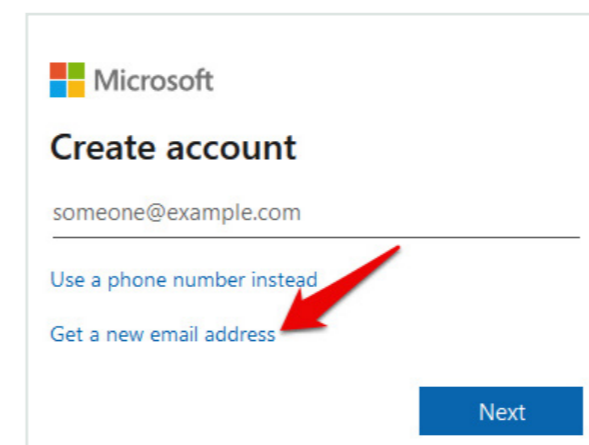 Microsoft
Create account
someone@example.com
Use a phone number instead
Get a new email address
Next